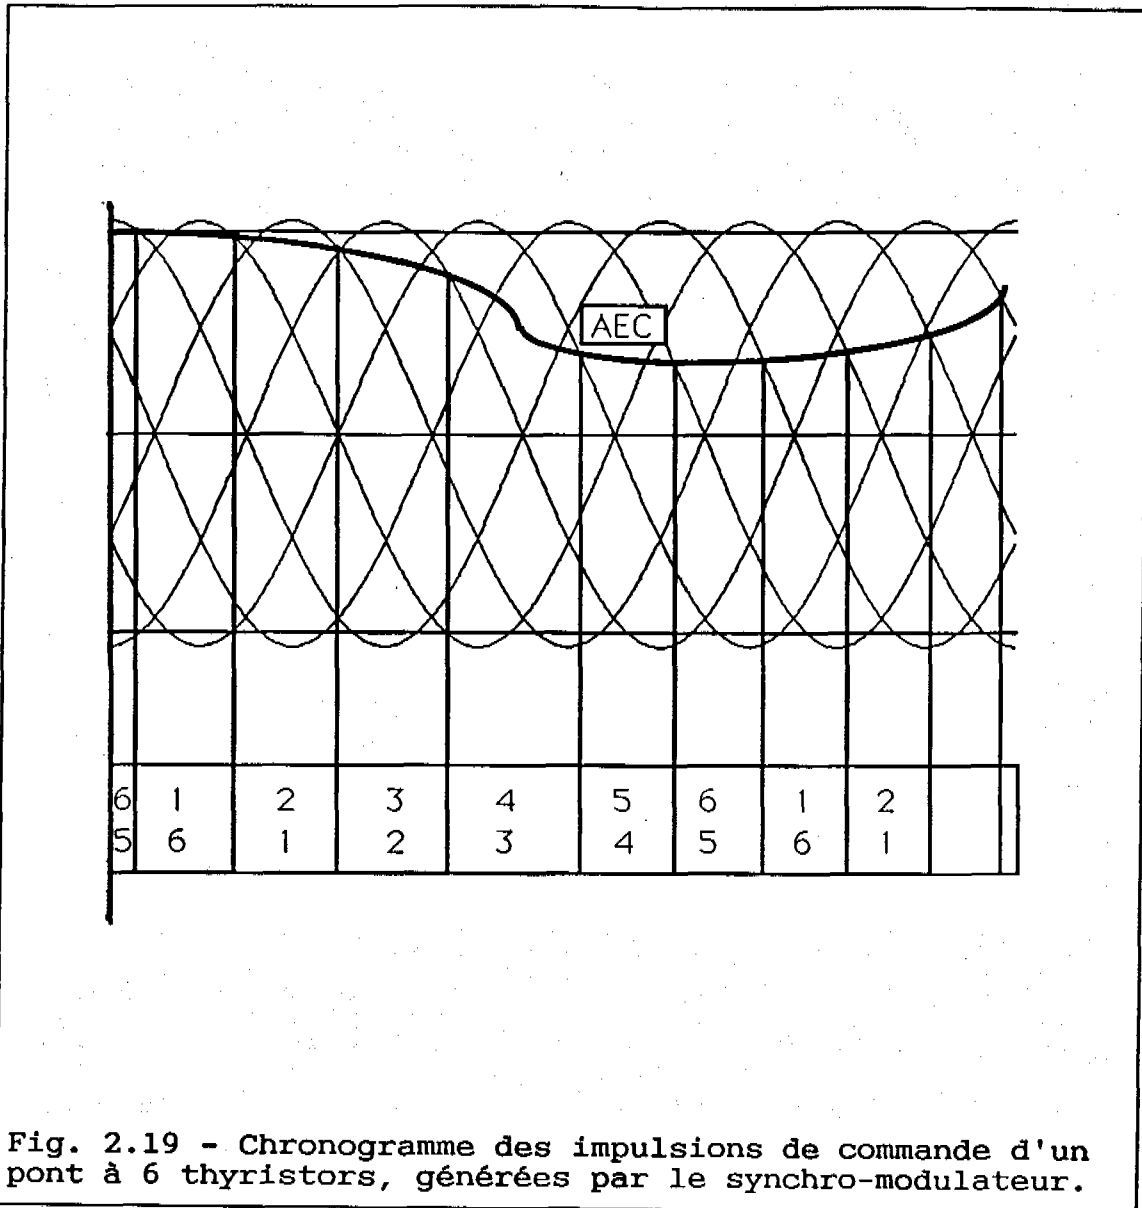 AEC
6 1 2 3 4 5 6 1 2
5 6 1 2 3 4 5 6 1
Fig. 2.19 - Chronogramme des impulsions de commande d'un
pont à 6 thyristors, générées par le synchro-modulateur.